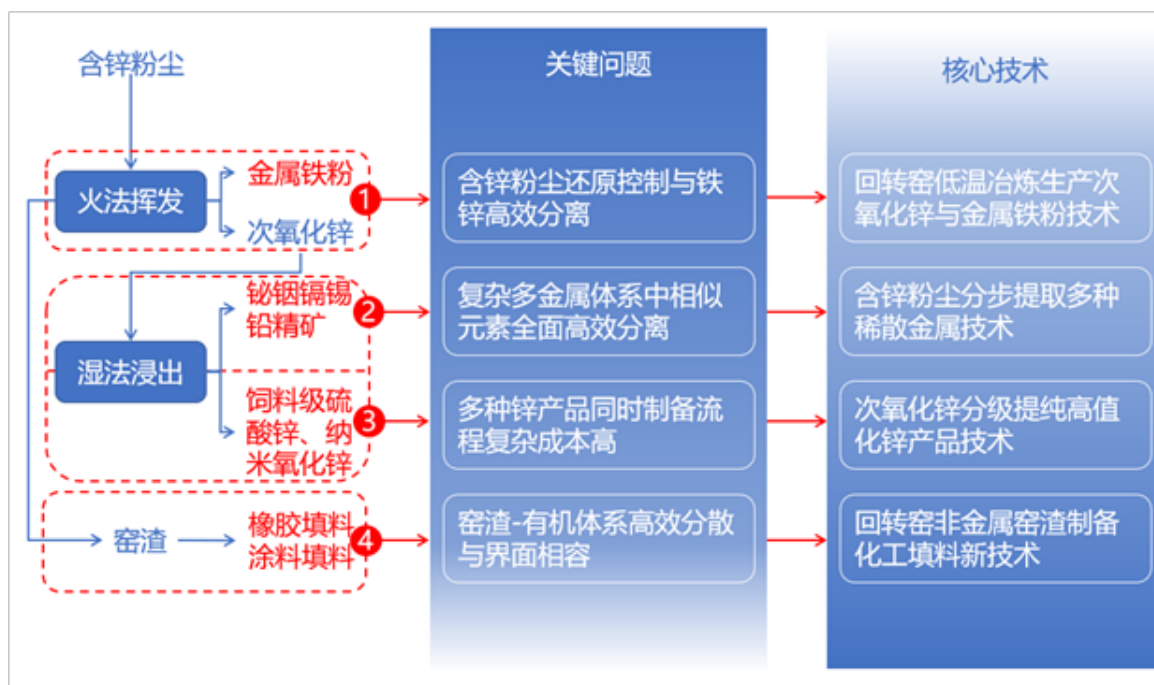 含锌粉尘
火法挥发
金属铁粉
次氧化锌
1
湿法浸出
铋铟镉锡
铅精矿
2
饲料级硫
酸锌、纳
米氧化锌
3
窑渣
橡胶填料
涂料填料
4
关键问题
含锌粉尘还原控制与铁
锌高效分离
复杂多金属体系中相似
元素全面高效分离
多种锌产品同时制备流
程复杂成本高
窑渣-有机体系高效分散
与界面相容
核心技术
回转窑低温冶炼生产次
氧化锌与金属铁粉技术
含锌粉尘分步提取多种
稀散金属技术
次氧化锌分级提纯高值
化锌产品技术
回转窑非金属窑渣制备
化工填料新技术